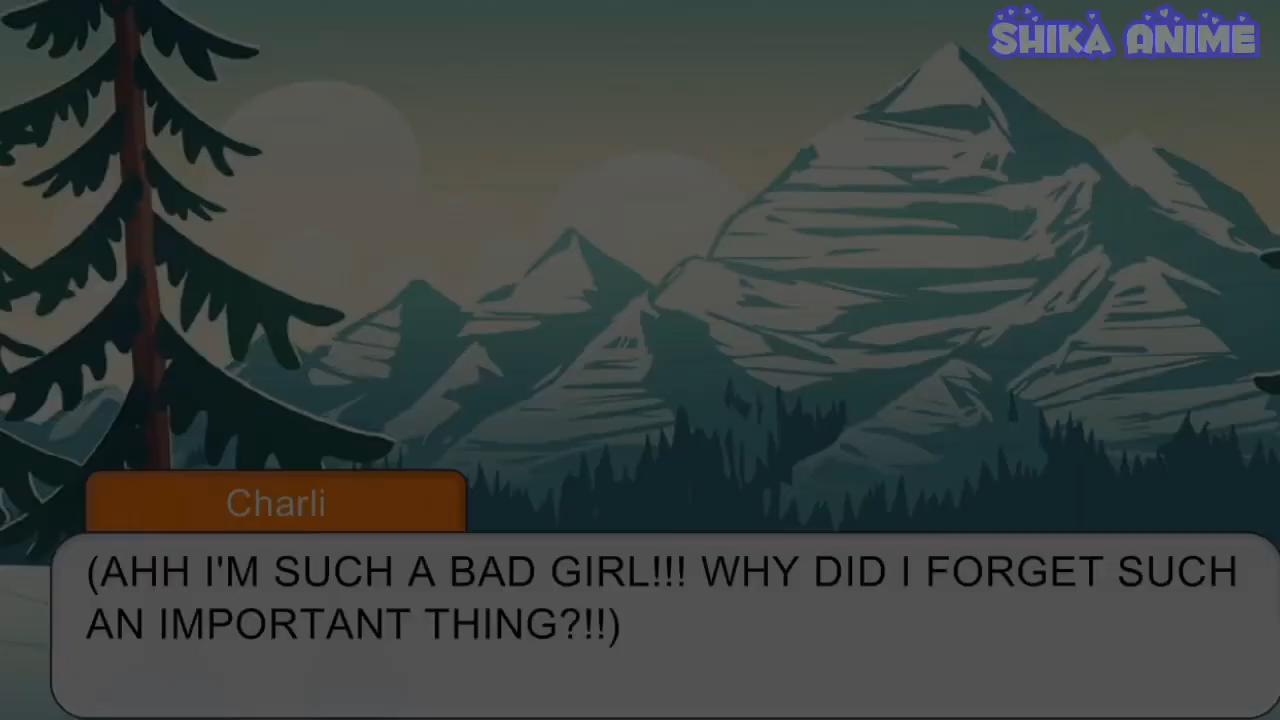 SHIKA ANIME
Charli
(AHH I'M SUCH A BAD GIRL!!! WHY DID I FORGET SUCH
AN IMPORTANT THING?!!)